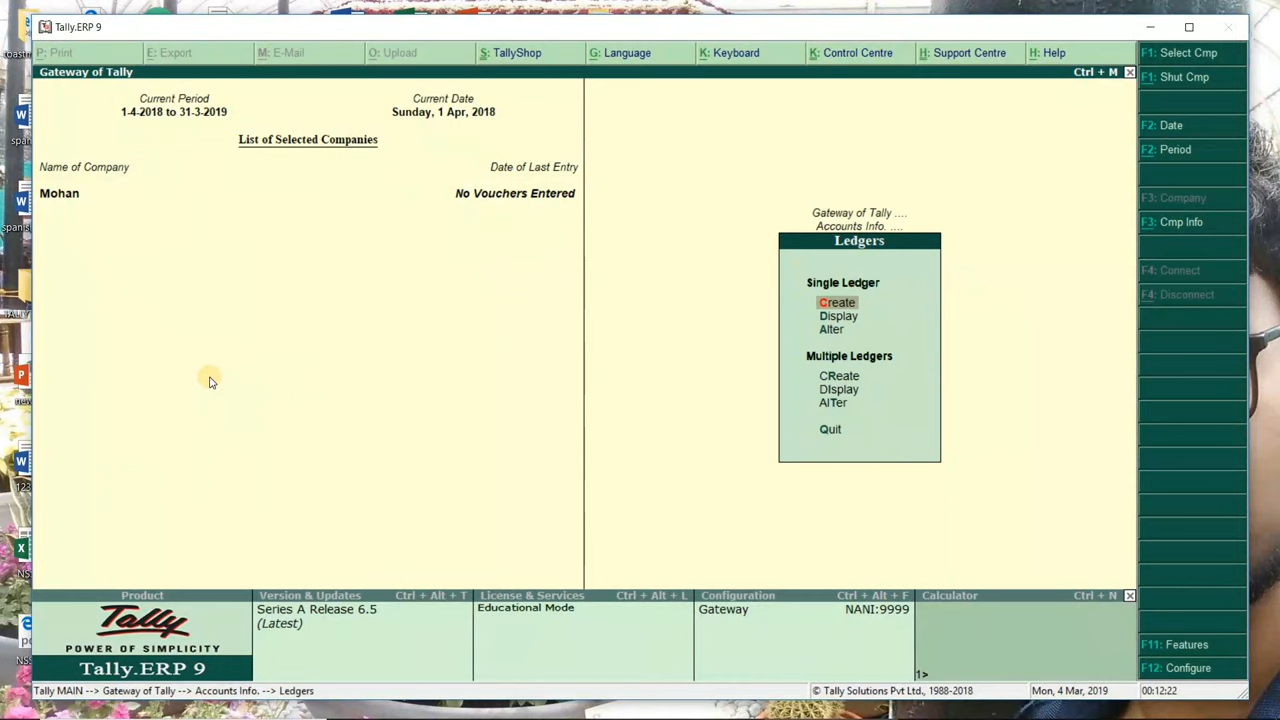 Tally.ERP 9
P: Print
E: Export
M: E-Mail
O: Upload
S: TallyShop
G: Language
K: Keyboard
K: Control Centre
H: Support Centre
H: Help
F1: Select Cmp
Gateway of Tally
Ctrl + M
F1: Shut Cmp
Current Period
Current Date
1-4-2018 to 31-3-2019
Sunday, 1 Apr, 2018
F2: Date
List of Selected Companies
F2: Period
Name of Company
Date of Last Entry
Mohan
No Vouchers Entered
F3: Company
F3: Cmp Info
Gateway of Tally ....
Accounts Info. ....
Ledgers
F4: Connect
F4: Disconnect
Single Ledger
Create
Display
Alter
Multiple Ledgers
CReate
DIsplay
AlTer
Quit
Product
Version & Updates
Ctrl + Alt + T
License & Services
Ctrl + Alt + L
Configuration
Ctrl + Alt + F
Calculator
Ctrl + N
Tally
POWER OF SIMPLICITY
Tally.ERP 9
Series A Release 6.5
(Latest)
Educational Mode
Gateway
NANI:9999
1>
F11: Features
F12: Configure
Tally MAIN --> Gateway of Tally --> Accounts Info. --> Ledgers
© Tally Solutions Pvt Ltd., 1988-2018
Mon, 4 Mar, 2019
00:12:22